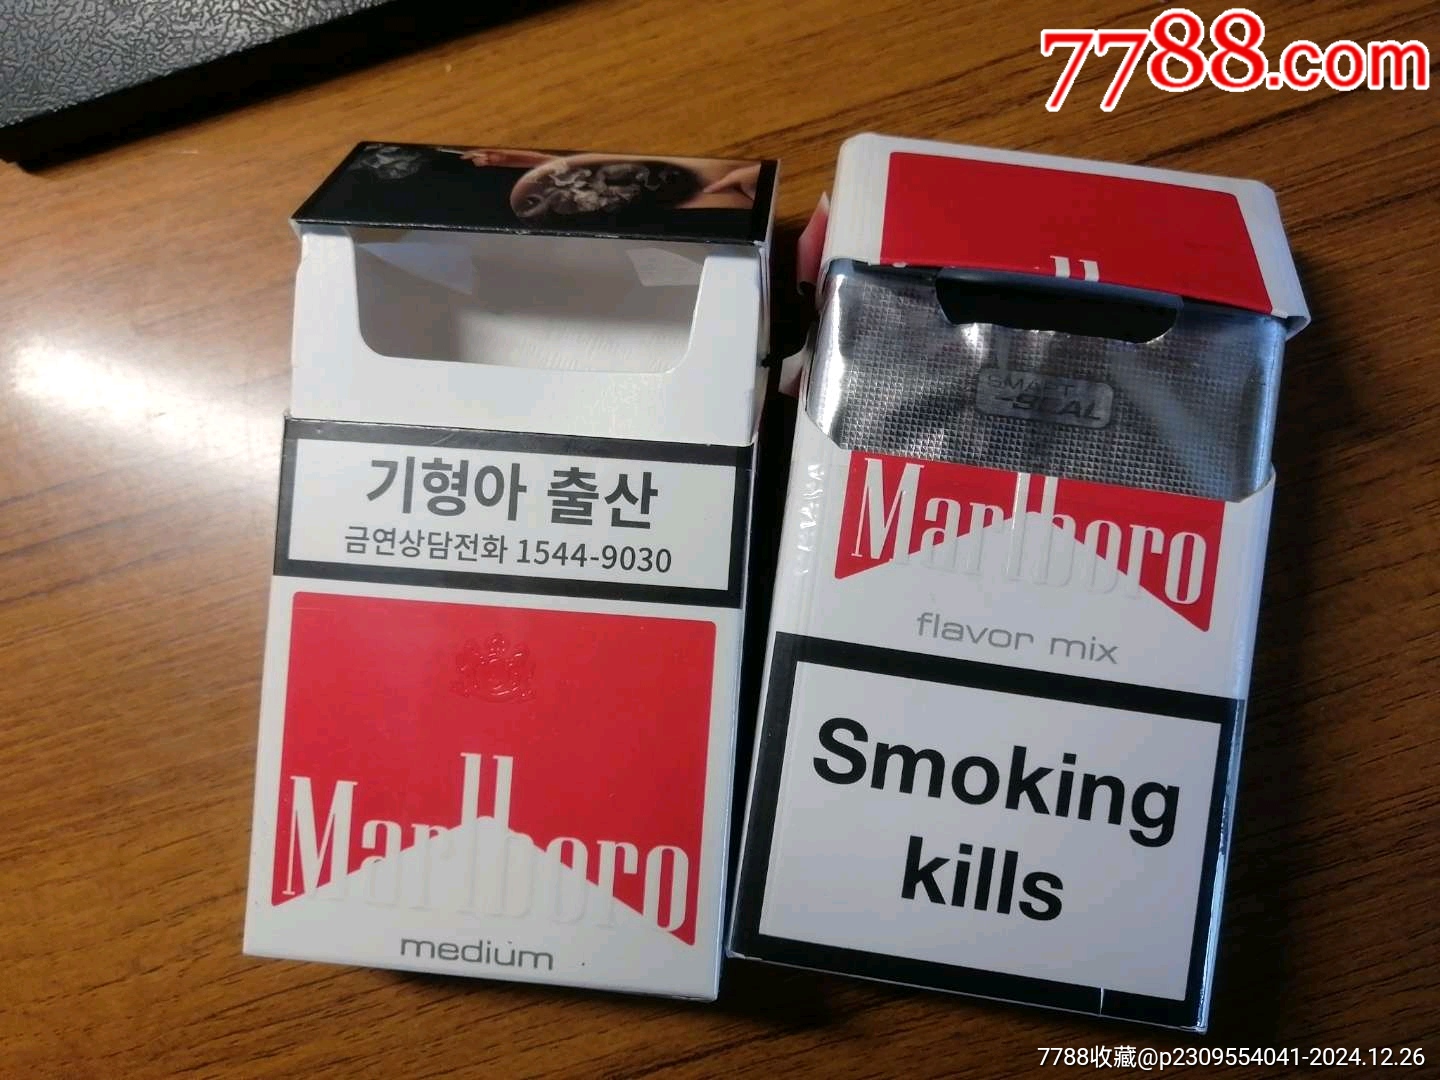 7788.com
SMART
SEAL
기형아 출산
금연상담전화 1544-9030
Marlboro
medium
Marlboro
flavor mix
Smoking
kills
7788收藏@p2309554041-2024.12.26